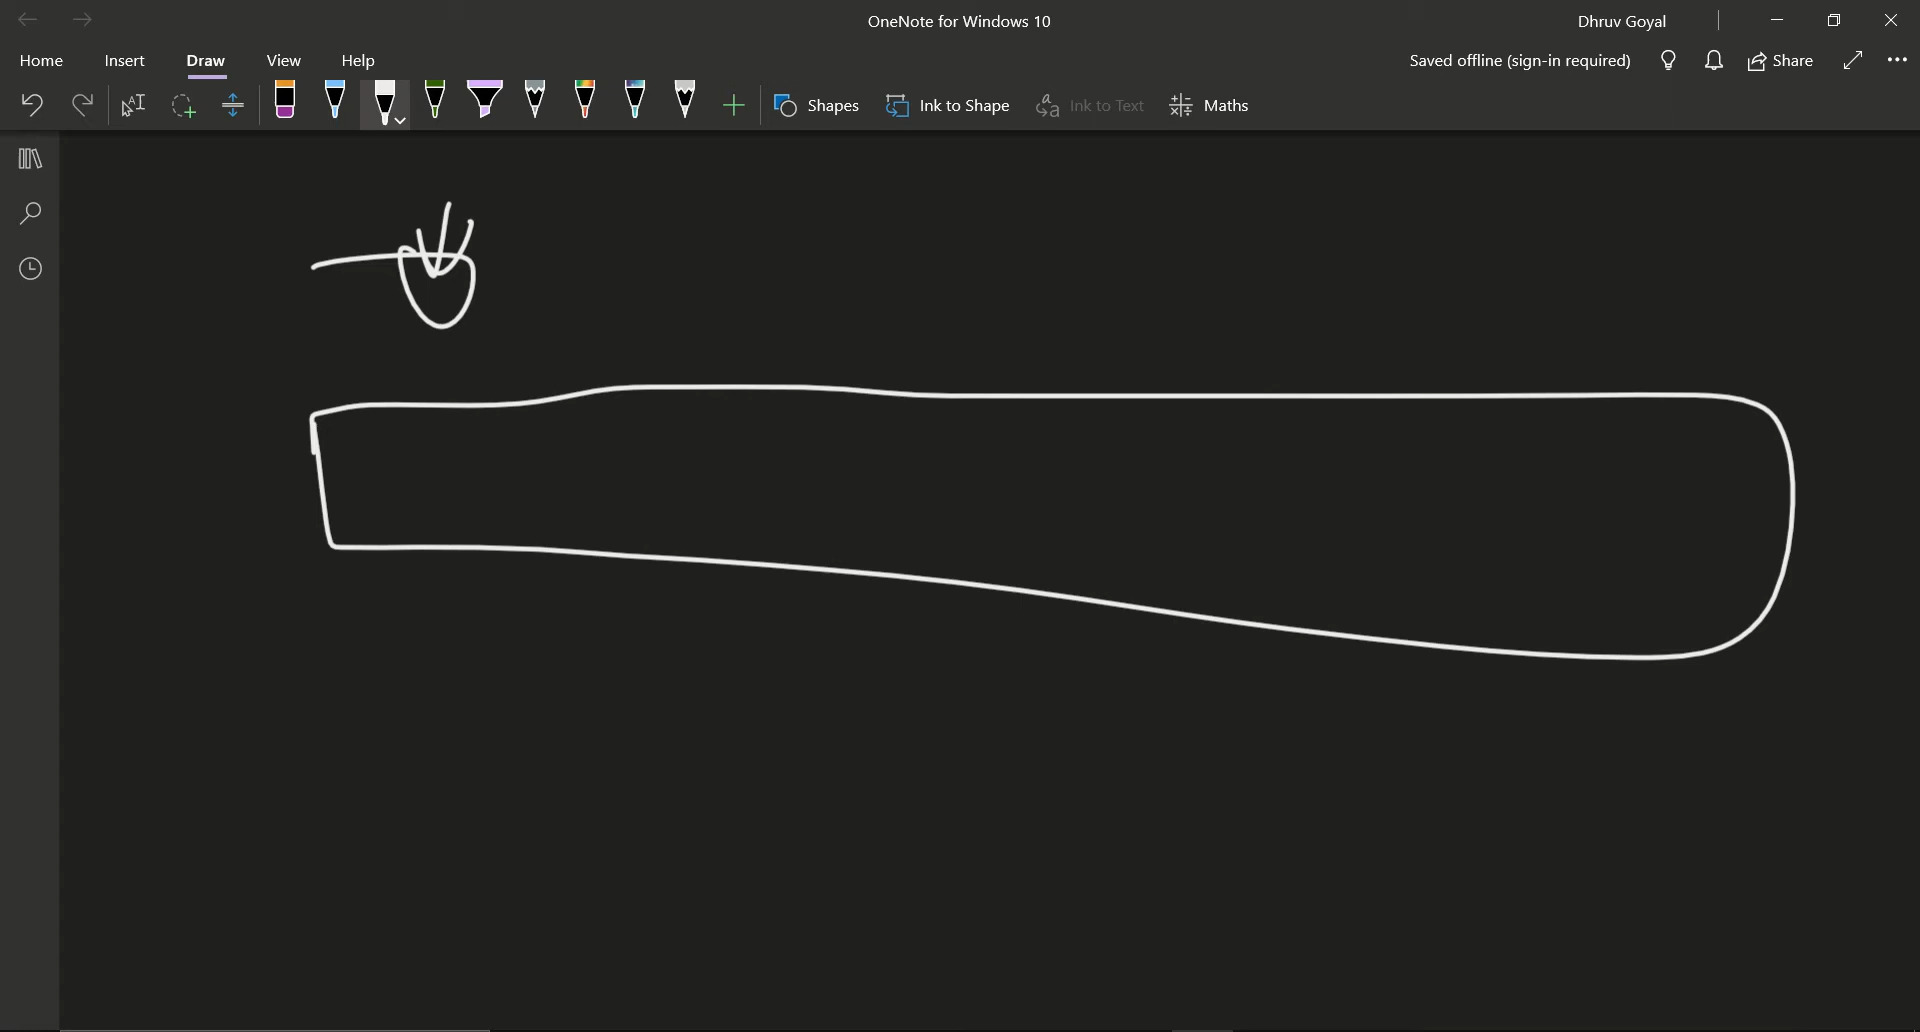 OneNote for Windows 10
Dhruv Goyal
Home Insert Draw View Help
Saved offline (sign-in required) Share
Shapes Ink to Shape Ink to Text Maths